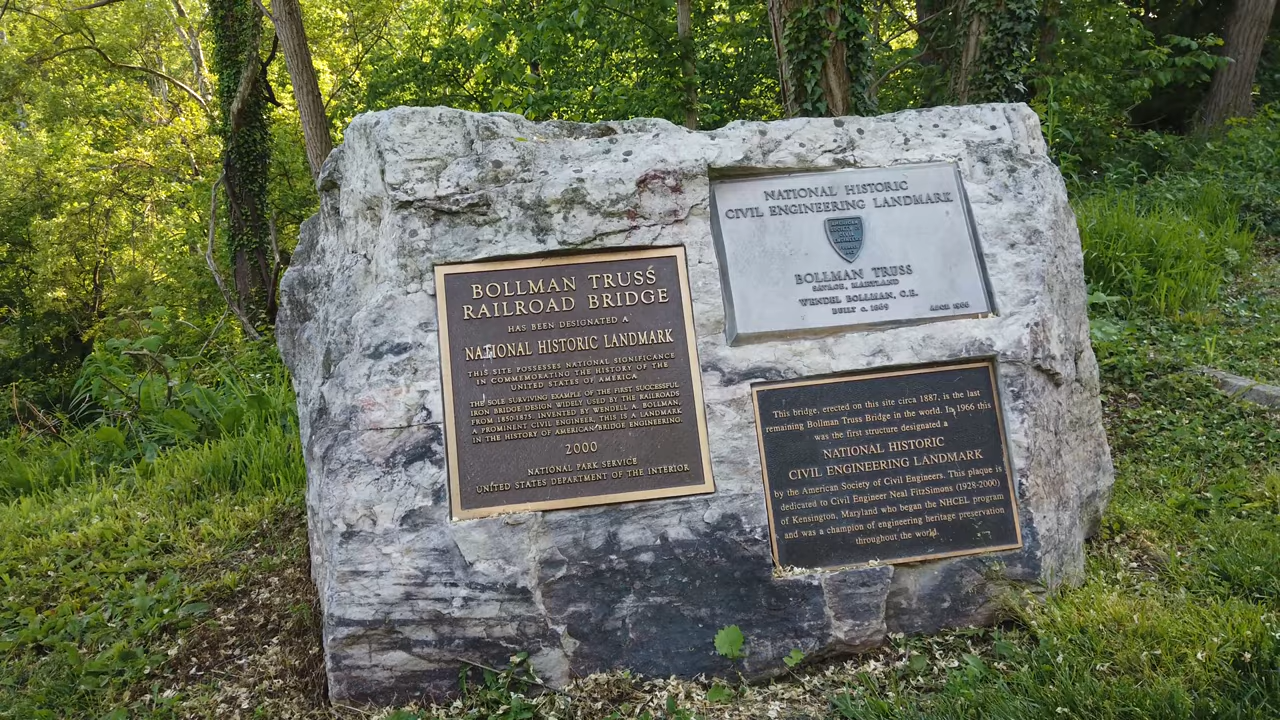 BOLLMAN TRUSS
RAILROAD BRIDGE
HAS BEEN DESIGNATED A
NATIONAL HISTORIC LANDMARK
THIS SITE POSSESSES NATIONAL SIGNIFICANCE
IN COMMEMORATING THE HISTORY OF THE
UNITED STATES OF AMERICA
THE SOLE SURVIVING EXAMPLE OF THE FIRST SUCCESSFUL
IRON BRIDGE DESIGN, WIDELY USED BY THE RAILROADS
FROM 1850-1875. INVENTED BY WENDELL A. BOLLMAN,
A PROMINENT CIVIL ENGINEER, THIS IS A LANDMARK
IN THE HISTORY OF AMERICAN BRIDGE ENGINEERING.
2000
NATIONAL PARK SERVICE
UNITED STATES DEPARTMENT OF THE INTERIOR
NATIONAL HISTORIC
CIVIL ENGINEERING LANDMARK
AMERICAN
SOCIETY OF
CIVIL
ENGINEERS
BOLLMAN TRUSS
SAVAGE, MARYLAND
WENDEL BOLLMAN, C.E.
BUILT c. 1869
This bridge, erected on this site circa 1887, is the last
remaining Bollman Truss Bridge in the world. In 1966 this
was the first structure designated a
NATIONAL HISTORIC
CIVIL ENGINEERING LANDMARK
by the American Society of Civil Engineers. This plaque is
dedicated to Civil Engineer Neal FitzSimons (1928-2000)
of Kensington, Maryland who began the NHCEL program
and was a champion of engineering heritage preservation
throughout the world.